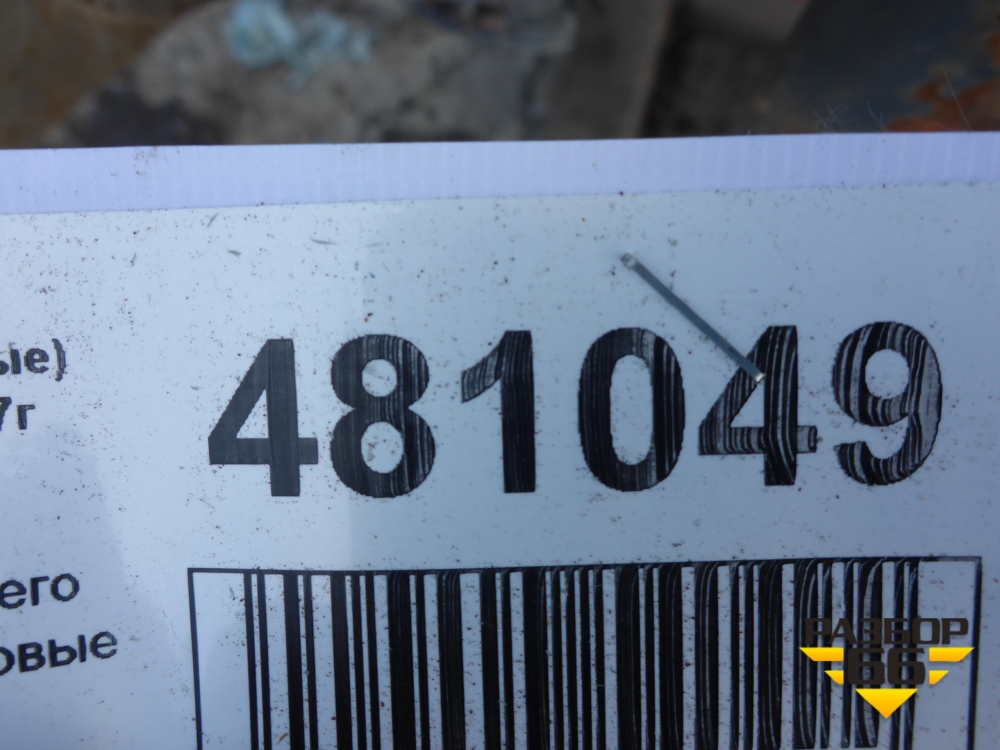 ые)
7г
481049
его
овые
РАЗБОР
66